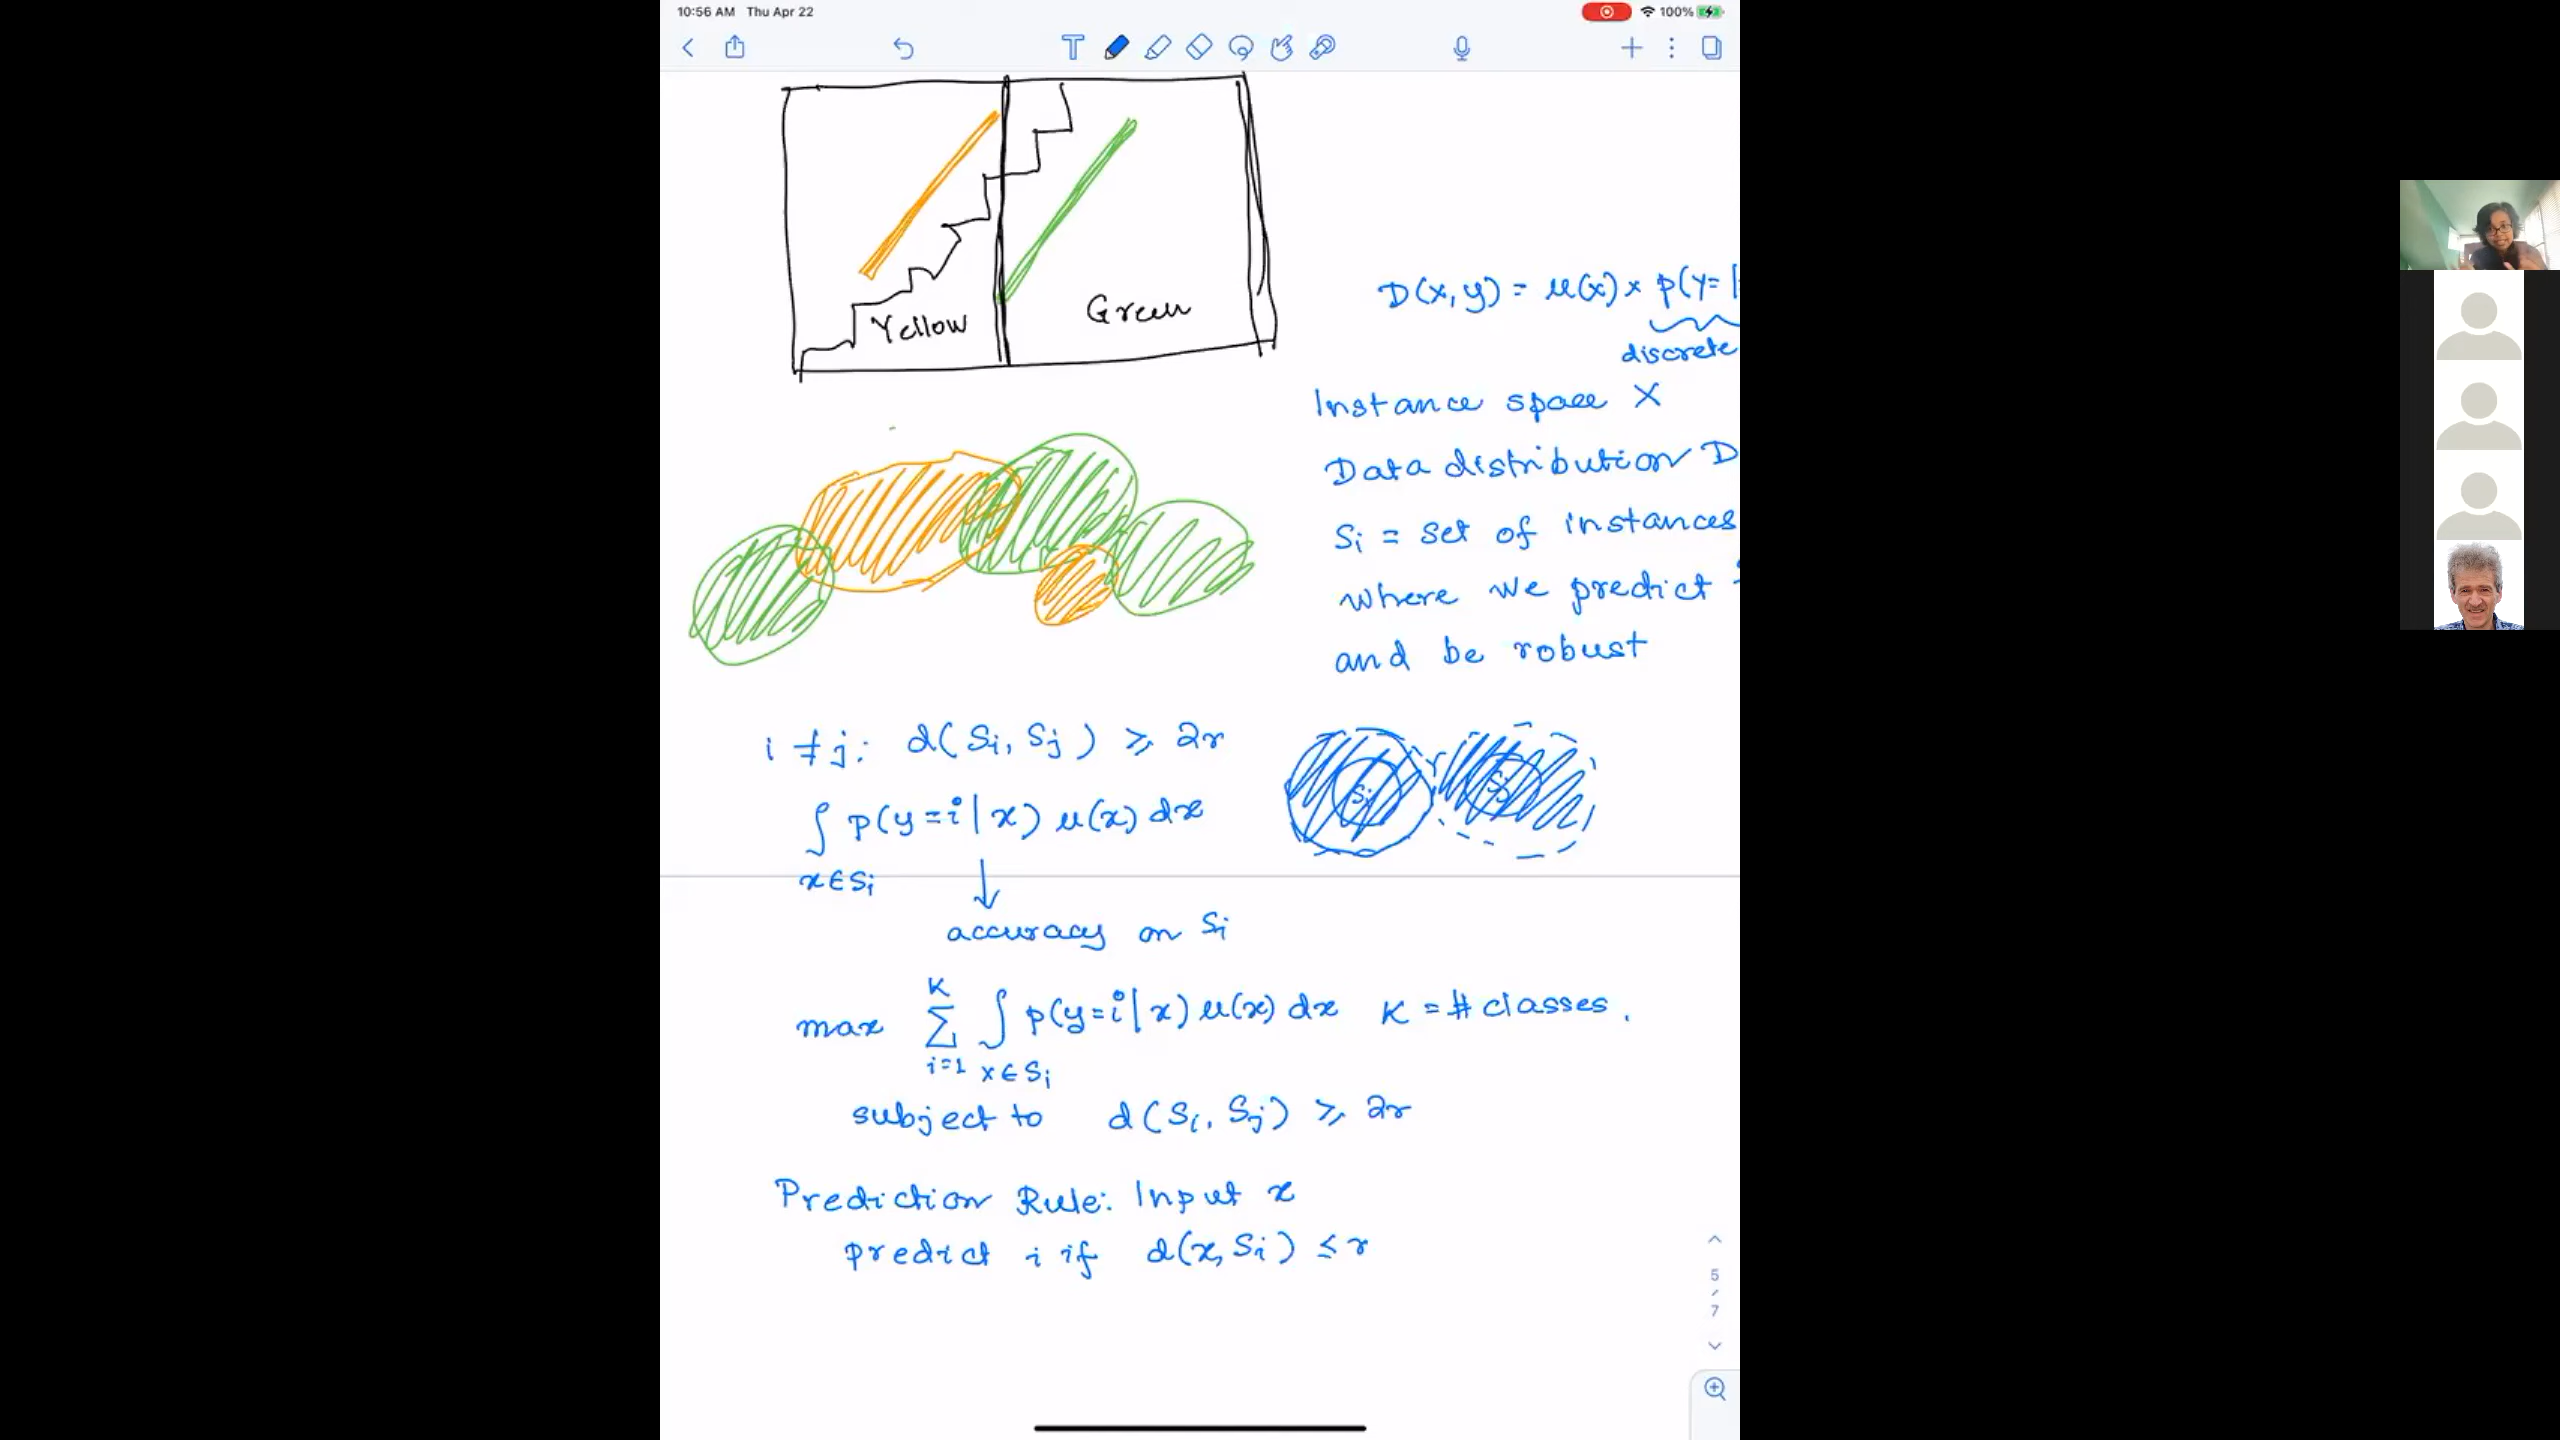 10:56 AM Thu Apr 22
100%
Yellow
Green
D(x, y) = μ(x) × p(y= |
discrete
Instance space X
Data distribution D
Si = set of instances
where we predict
and be robust
i ≠ j: d(Si, Sj) ≥ 2r
Si
Sj
r
∫ p(y=i|x) μ(x) dx
x∈Si
↓
accuracy on Si
max K Σ i=1 ∫ x∈Si p(y=i|x) μ(x) dx K = # classes.
subject to d(Si, Sj) ≥ 2r
Prediction Rule: Input x
predict i if d(x, Si) ≤ r
5
/
7